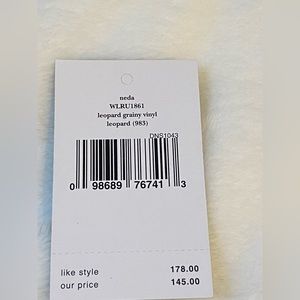 neda
WLRU1861
leopard grainy vinyl
leopard (983)
DNS1043
0 98689 76741 3
like style 178.00
our price 145.00